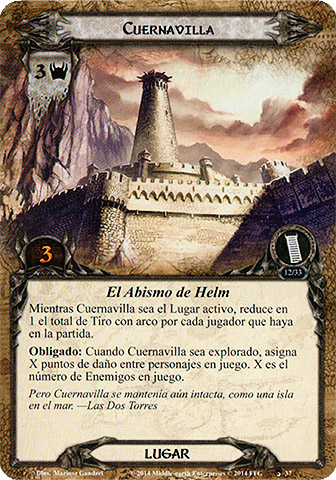 CUERNAVILLA
3
3
12/33
El Abismo de Helm
Mientras Cuernavilla sea el Lugar activo, reduce en
1 el total de Tiro con arco por cada jugador que haya
en la partida.
Obligado: Cuando Cuernavilla sea explorado, asigna
X puntos de daño entre personajes en juego. X es el
número de Enemigos en juego.
Pero Cuernavilla se mantenía aún intacta, como una isla
en el mar. —Las Dos Torres
LUGAR
Ilus. Mariusz Gandzel
©2014 Middle-earth Enterprises ©2014 FFG
37